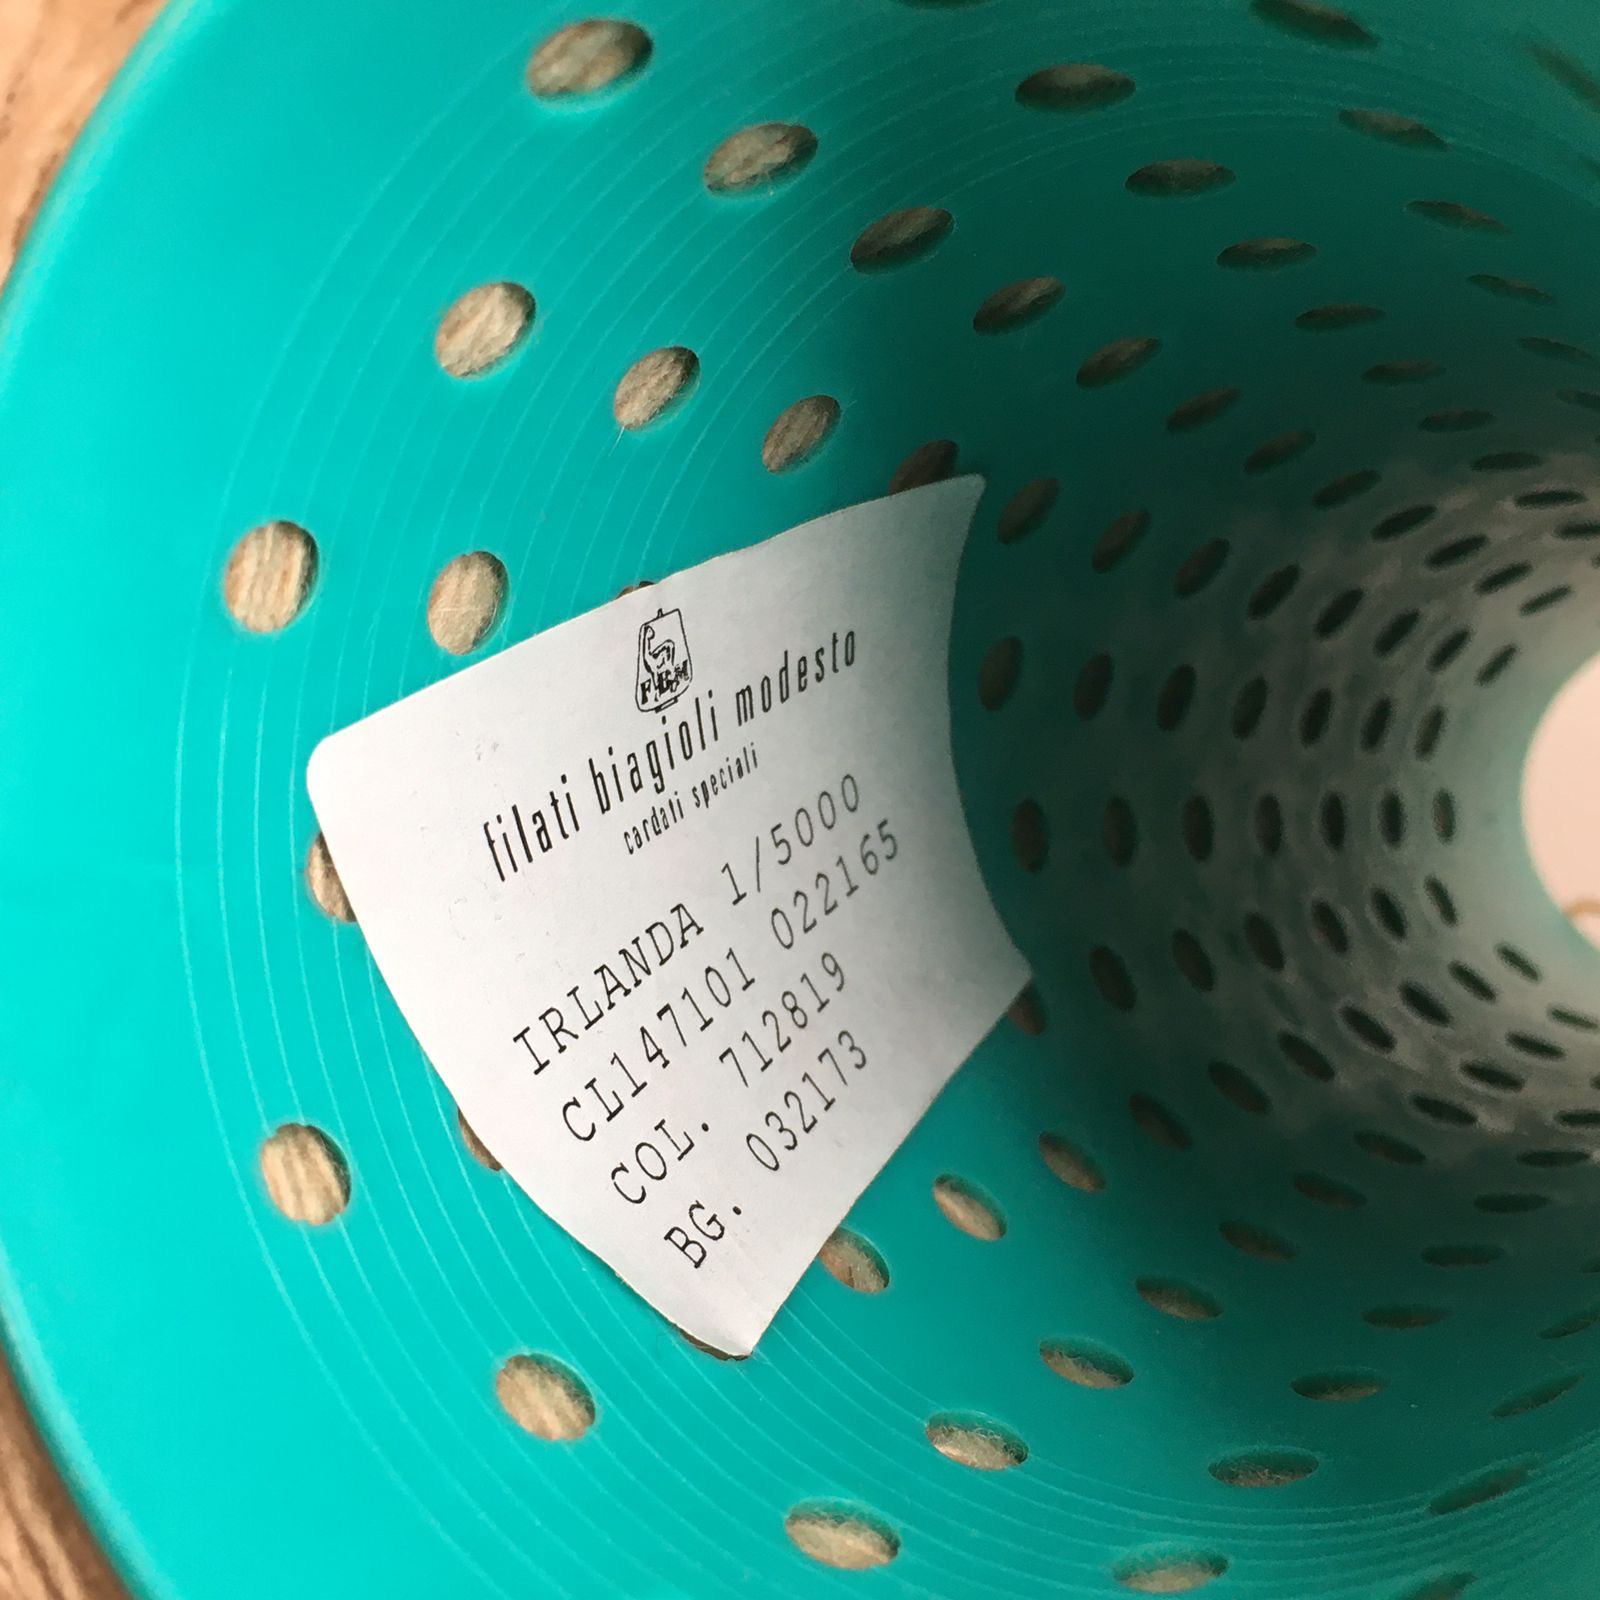 FBM
filati biagioli modesto
cardati speciali
IRLANDA 1/5000
CL147101 022165
COL. 712819
BG. 032173